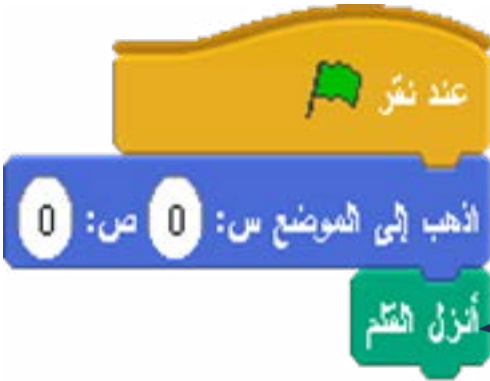 عند نقر
اذهب إلى الموضع س: 0 ص: 0
أنزل القلم